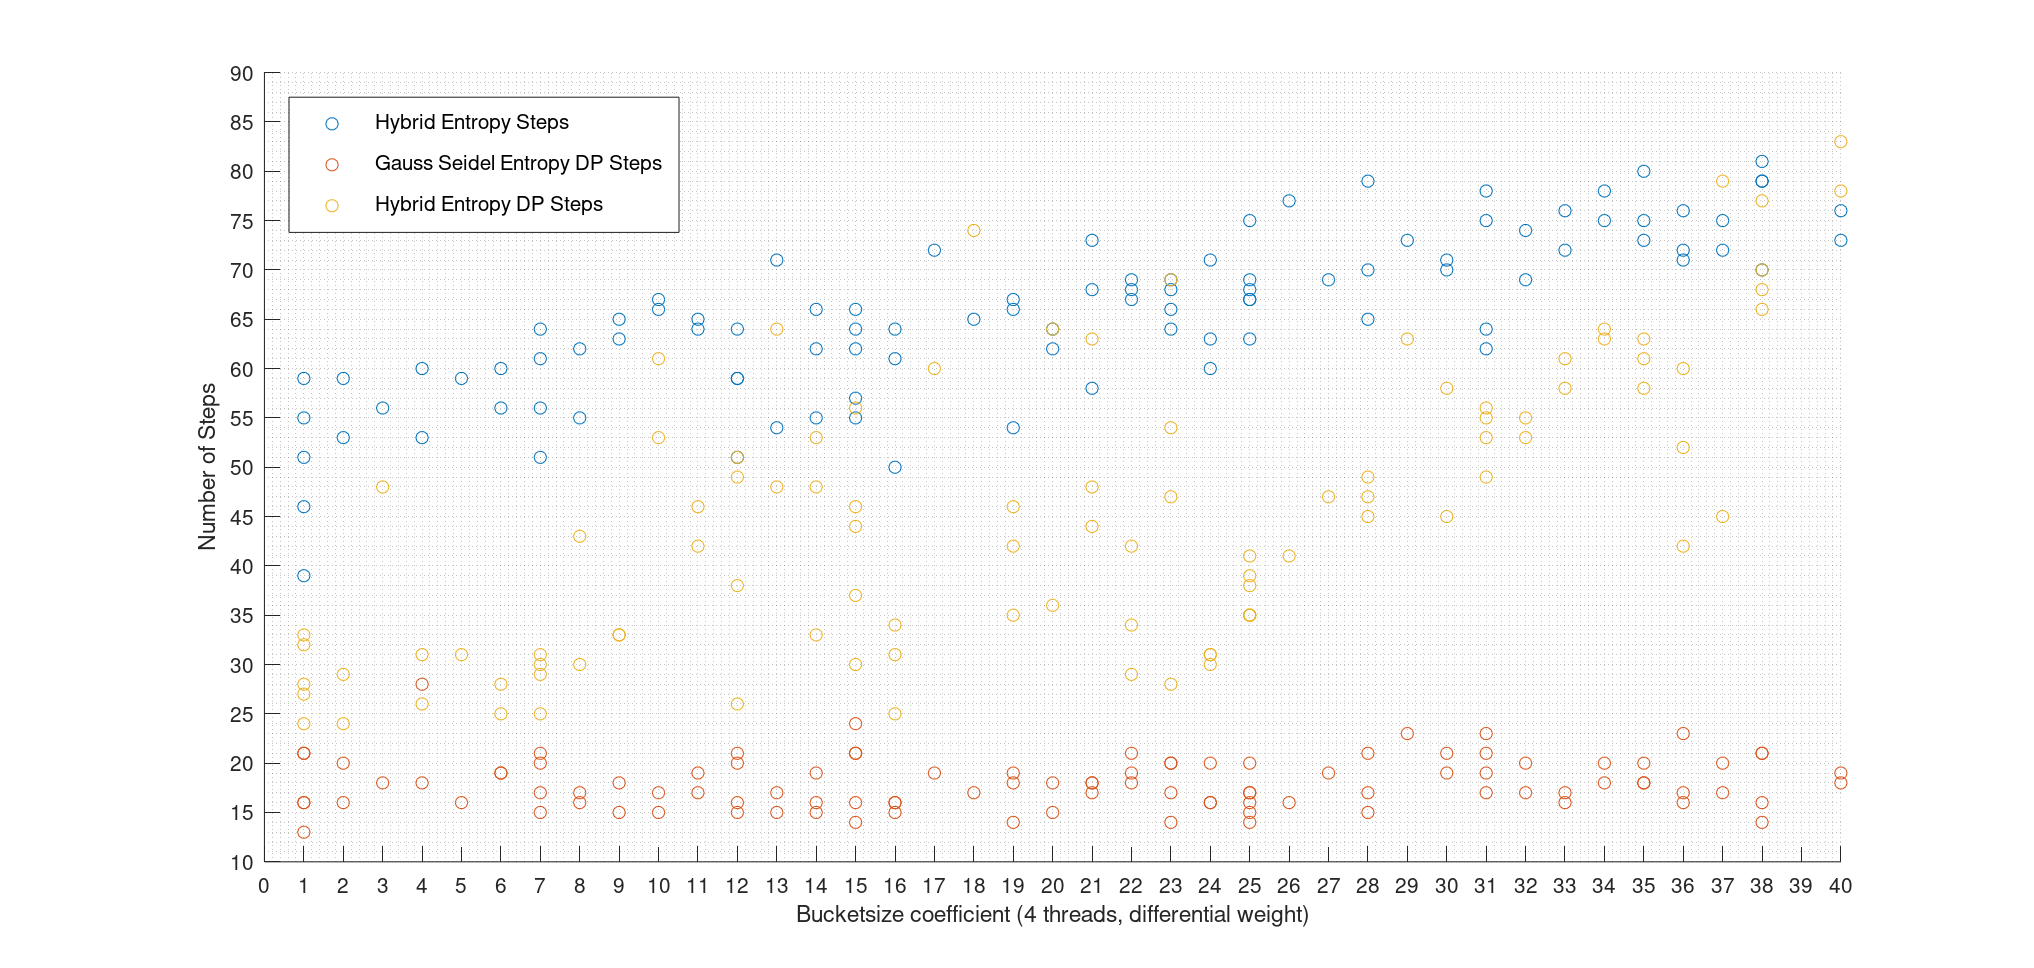 90
85
Hybrid Entropy Steps
80
Gauss Seidel Entropy DP Steps
75
Hybrid Entropy DP Steps
70
65
60
55
50
45
40
35
30
25
20
15
10
Number of Steps
0 1 2 3 4 5 6 7 8 9 10 11 12 13 14 15 16 17 18 19 20 21 22 23 24 25 26 27 28 29 30 31 32 33 34 35 36 37 38 39 40
Bucketsize coefficient (4 threads, differential weight)